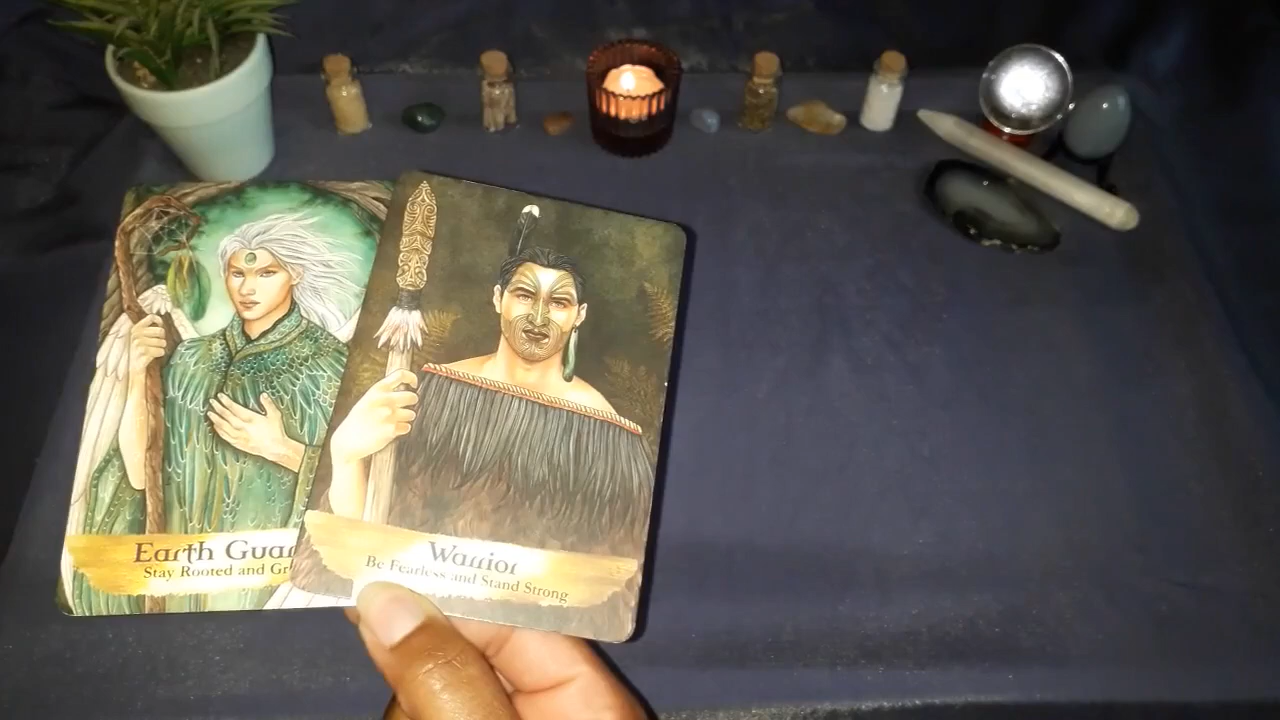 Earth Guar
Stay Rooted and Gr
Warrior
Be Fearless and Stand Strong